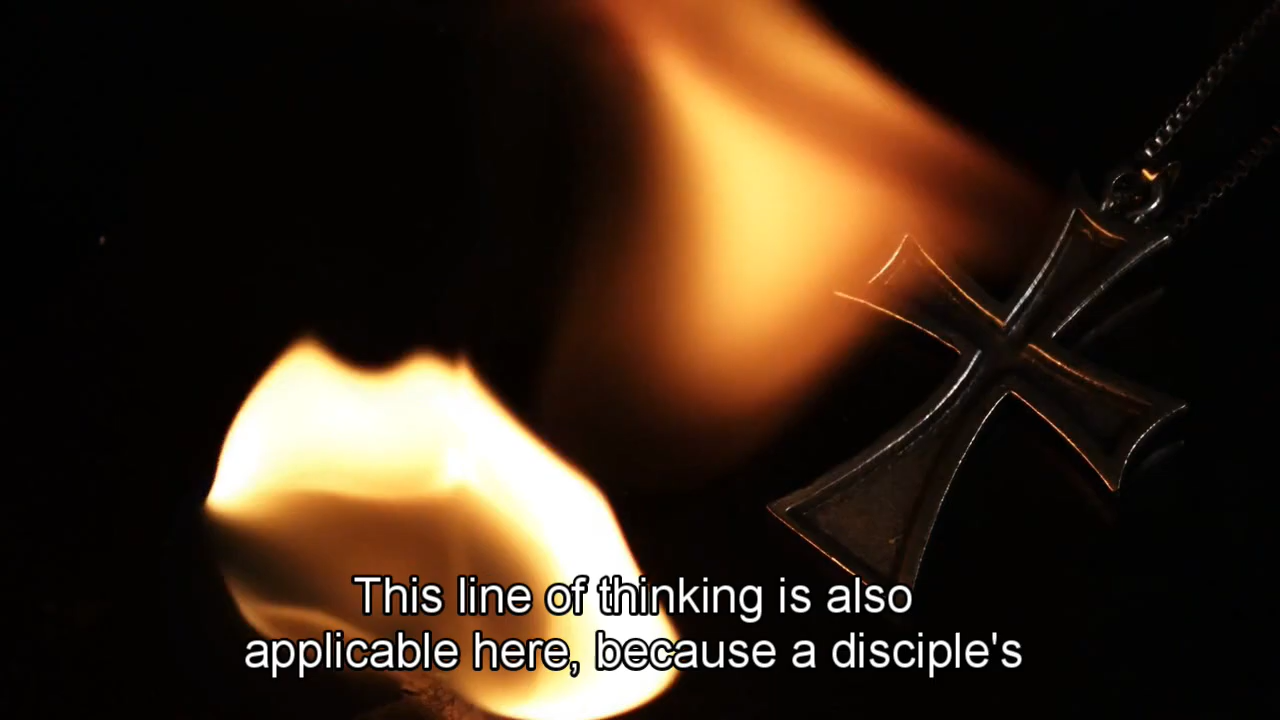 This line of thinking is also
applicable here, because a disciple's